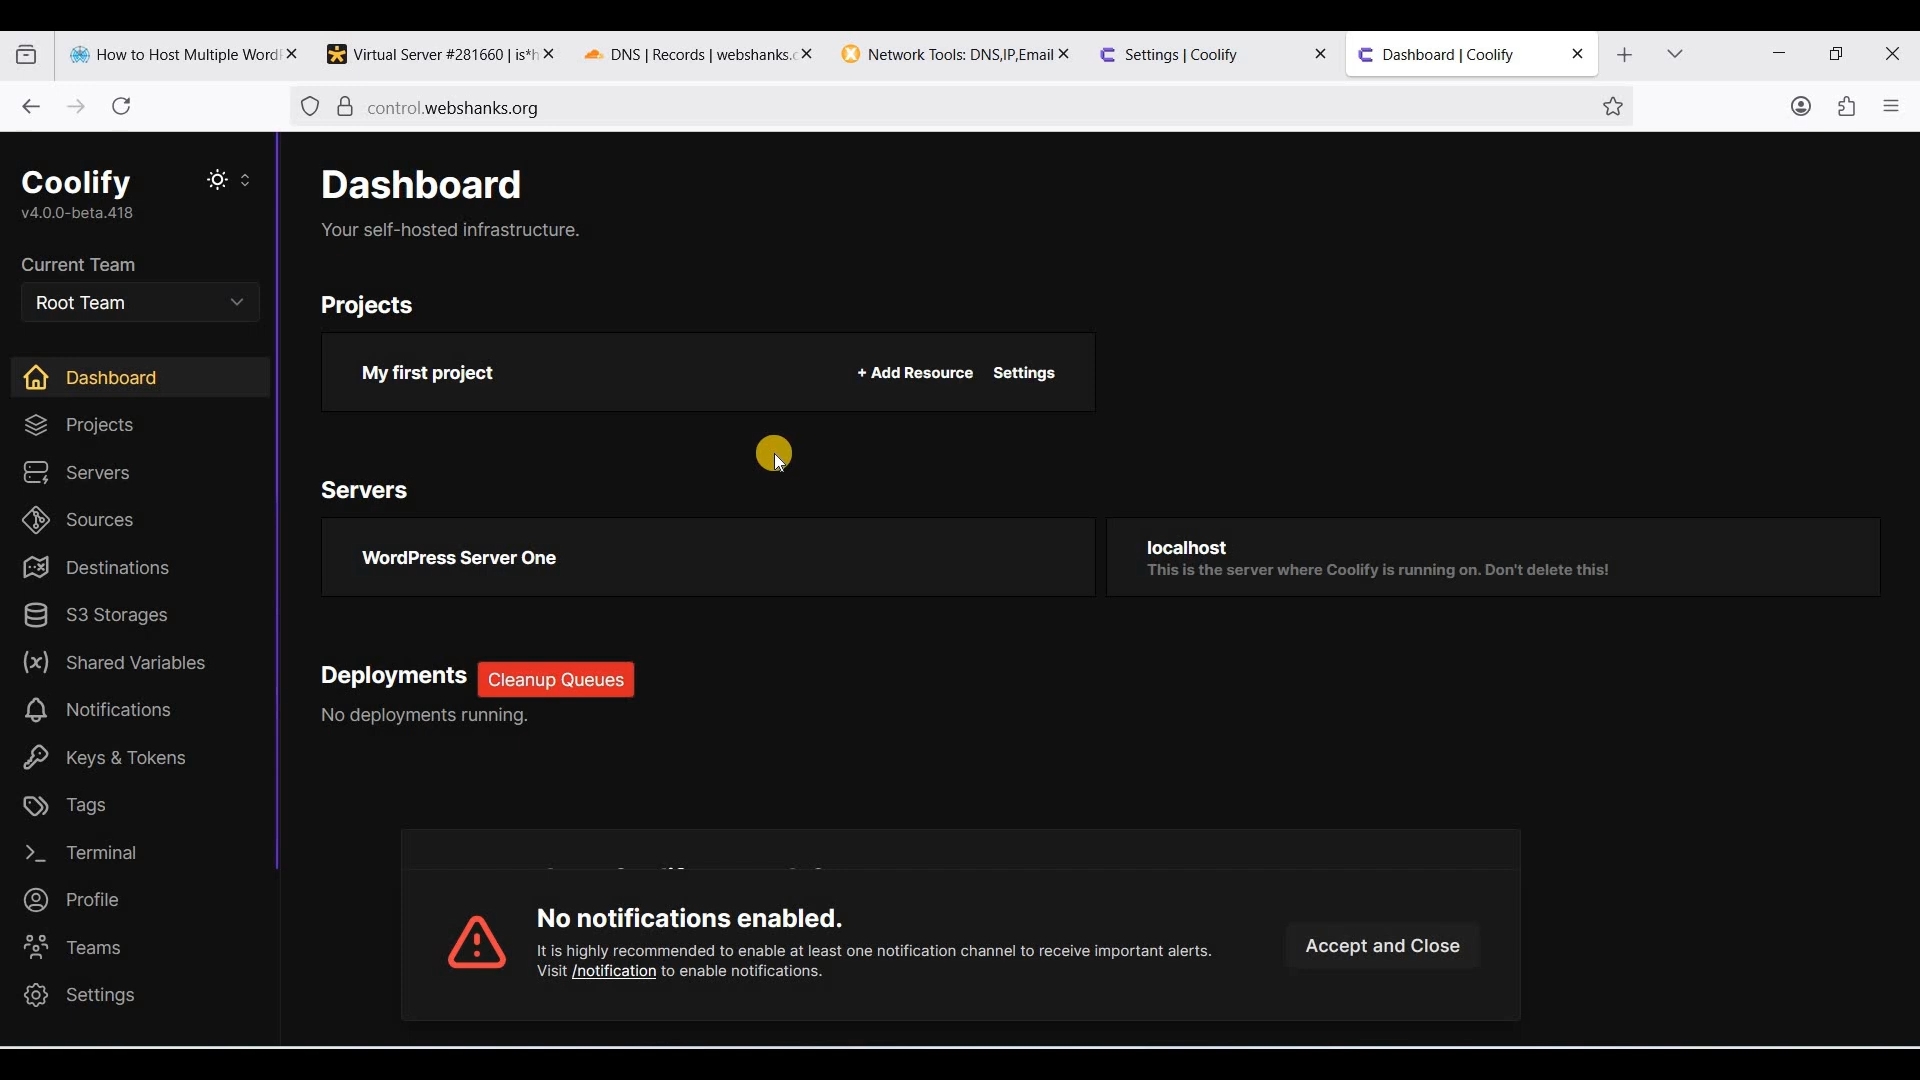 How to Host Multiple Word
Virtual Server #281660 | is*h
DNS | Records | webshanks.c
Network Tools: DNS,IP,Email
Settings | Coolify
Dashboard | Coolify
control.webshanks.org
Coolify
v4.0.0-beta.418
Current Team
Root Team
Dashboard
Projects
Servers
Sources
Destinations
S3 Storages
Shared Variables
Notifications
Keys & Tokens
Tags
Terminal
Profile
Teams
Settings
Dashboard
Your self-hosted infrastructure.
Projects
My first project
+ Add Resource
Settings
Servers
WordPress Server One
localhost
This is the server where Coolify is running on. Don't delete this!
Deployments
Cleanup Queues
No deployments running.
No notifications enabled.
It is highly recommended to enable at least one notification channel to receive important alerts.
Visit /notification to enable notifications.
Accept and Close